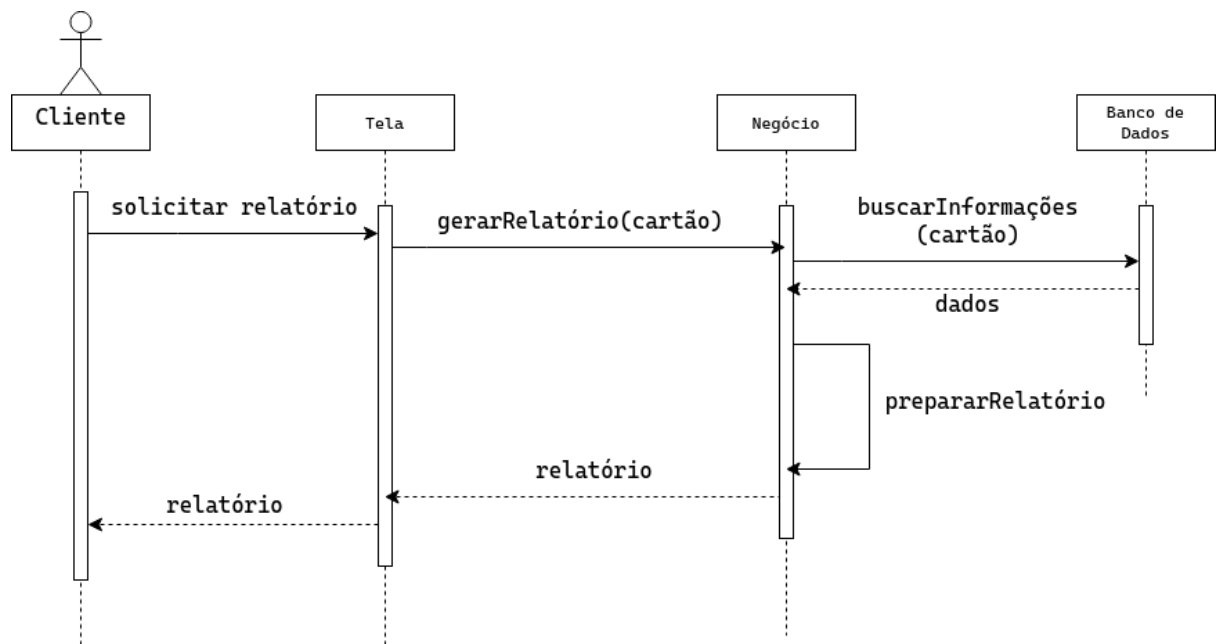 Cliente
Tela
Negócio
Banco de
Dados
solicitar relatório
gerarRelatório(cartão)
buscarInformações
(cartão)
dados
prepararRelatório
relatório
relatório